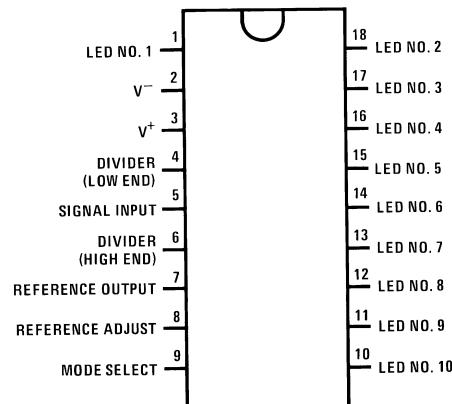 1
LED NO. 1
2
V−
3
V+
4
DIVIDER
(LOW END)
5
SIGNAL INPUT
6
DIVIDER
(HIGH END)
7
REFERENCE OUTPUT
8
REFERENCE ADJUST
9
MODE SELECT
18
LED NO. 2
17
LED NO. 3
16
LED NO. 4
15
LED NO. 5
14
LED NO. 6
13
LED NO. 7
12
LED NO. 8
11
LED NO. 9
10
LED NO. 10